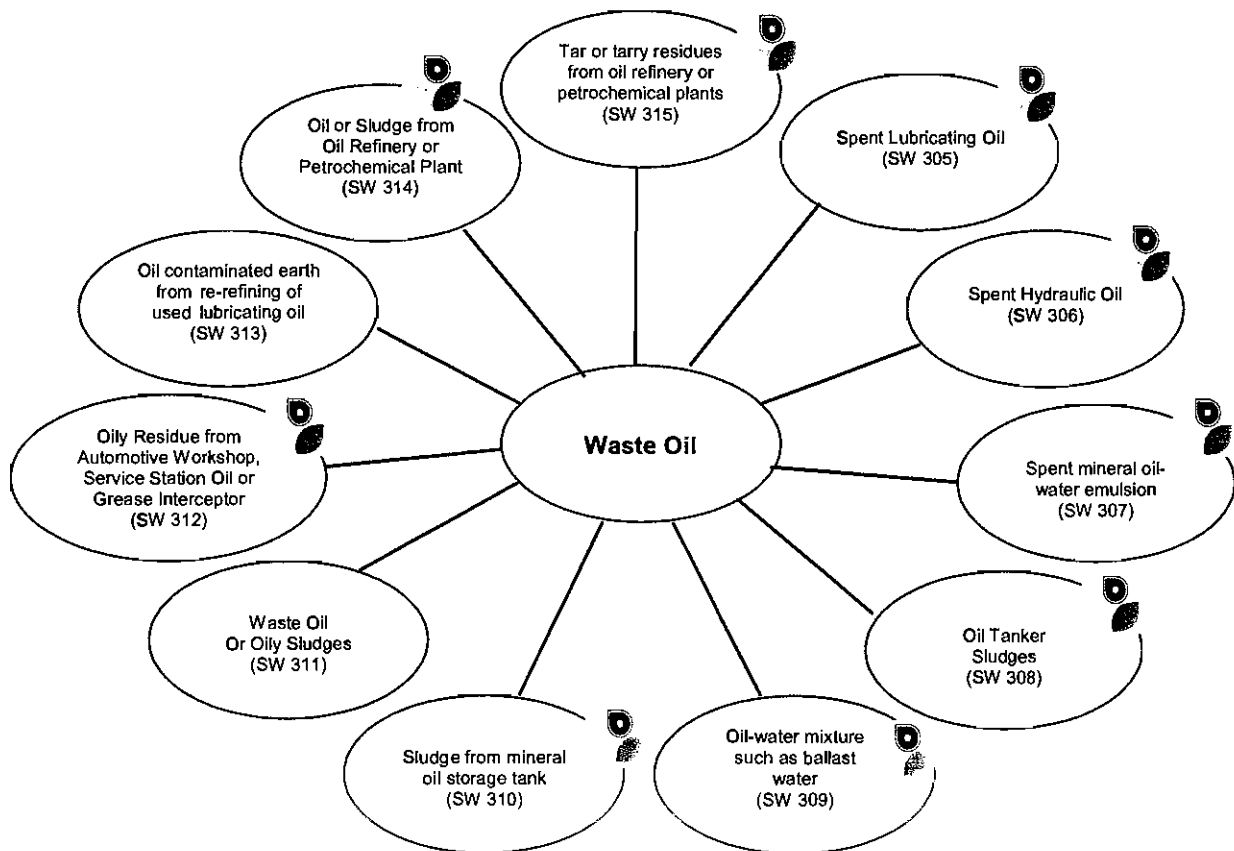 Tar or tarry residues
from oil refinery or
petrochemical plants
(SW 315)
Oil or Sludge from
Oil Refinery or
Petrochemical Plant
(SW 314)
Spent Lubricating Oil
(SW 305)
Oil contaminated earth
from re-refining of
used lubricating oil
(SW 313)
Spent Hydraulic Oil
(SW 306)
Waste Oil
Oily Residue from
Automotive Workshop,
Service Station Oil or
Grease Interceptor
(SW 312)
Spent mineral oil-
water emulsion
(SW 307)
Waste Oil
Or Oily Sludges
(SW 311)
Oil Tanker
Sludges
(SW 308)
Sludge from mineral
oil storage tank
(SW 310)
Oil-water mixture
such as ballast
water
(SW 309)